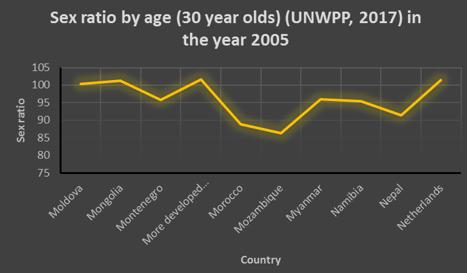 Sex ratio by age (30 year olds) (UNWPP, 2017) in
the year 2005
105
100
95
90
85
80
75
Sex ratio
Moldova
Mongolia
Montenegro
More developed…
Morocco
Mozambique
Myanmar
Namibia
Nepal
Netherlands
Country